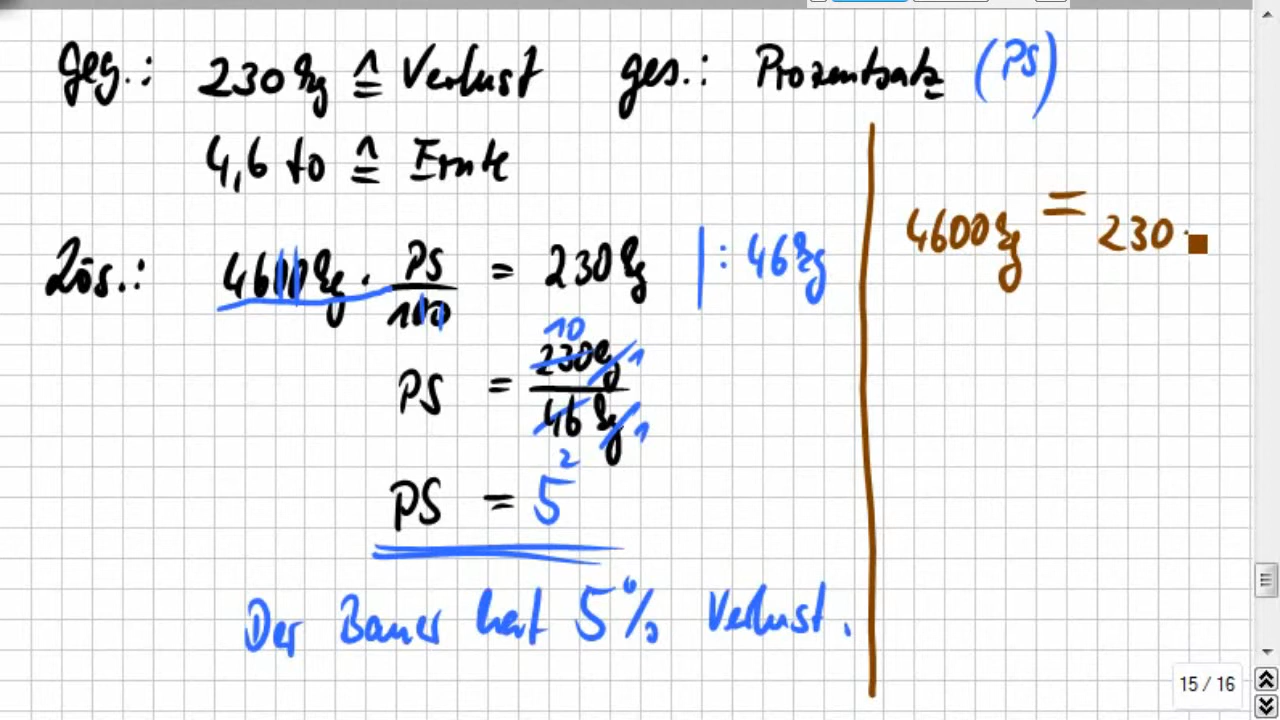 geg.: 230 kg ≙ Verlust ges.: Prozentsatz (PS)
4,6 to ≙ Ernte
Lös.: 4600 kg · PS/100 = 230 kg | : 46 kg
PS = 230 kg/46 kg 10 1 2 1
PS = 5
Der Bauer hat 5% Verlust.
4600 kg = 230 ·
15 / 16